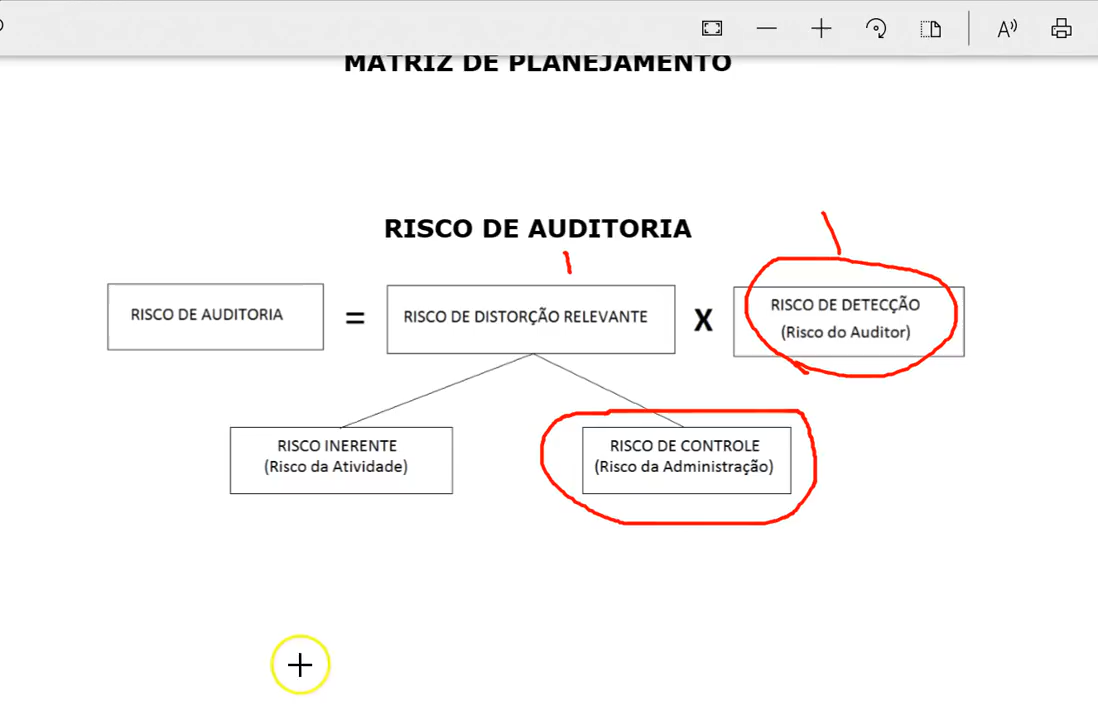 MATRIZ DE PLANEJAMENTO
RISCO DE AUDITORIA
RISCO DE AUDITORIA
=
RISCO DE DISTORÇÃO RELEVANTE
X
RISCO DE DETECÇÃO
(Risco do Auditor)
RISCO INERENTE
(Risco da Atividade)
RISCO DE CONTROLE
(Risco da Administração)